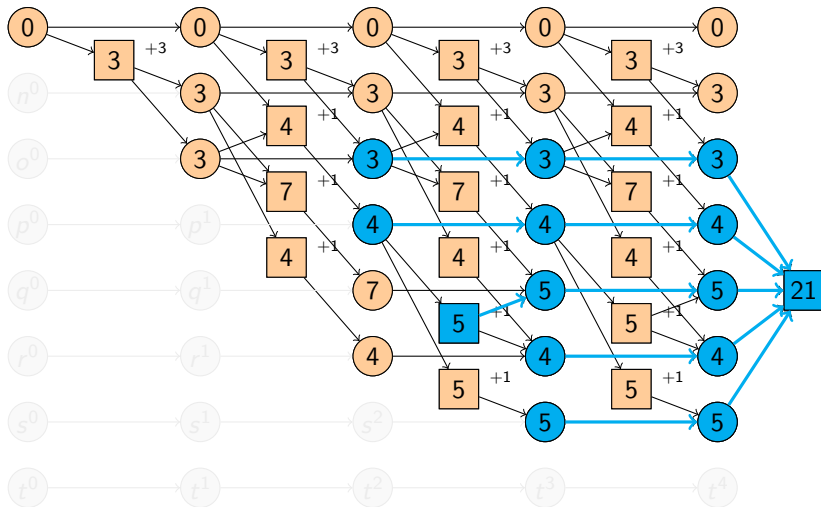 0 0 0 0 0
3 +3 3 +3 3 +3 3 +3
n⁰ 3 3 3 3
4 +1 4 +1 4 +1
o⁰ 3 3 3 3
7 +1 7 +1 7 +1
p⁰ p¹ 4 4 4
4 +1 4 +1 4 +1
q⁰ q¹ 7 5 5 21
5 +1 5 +1
r⁰ r¹ 4 4 4
5 +1 5 +1
s⁰ s¹ s² 5 5
t⁰ t¹ t² t³ t⁴